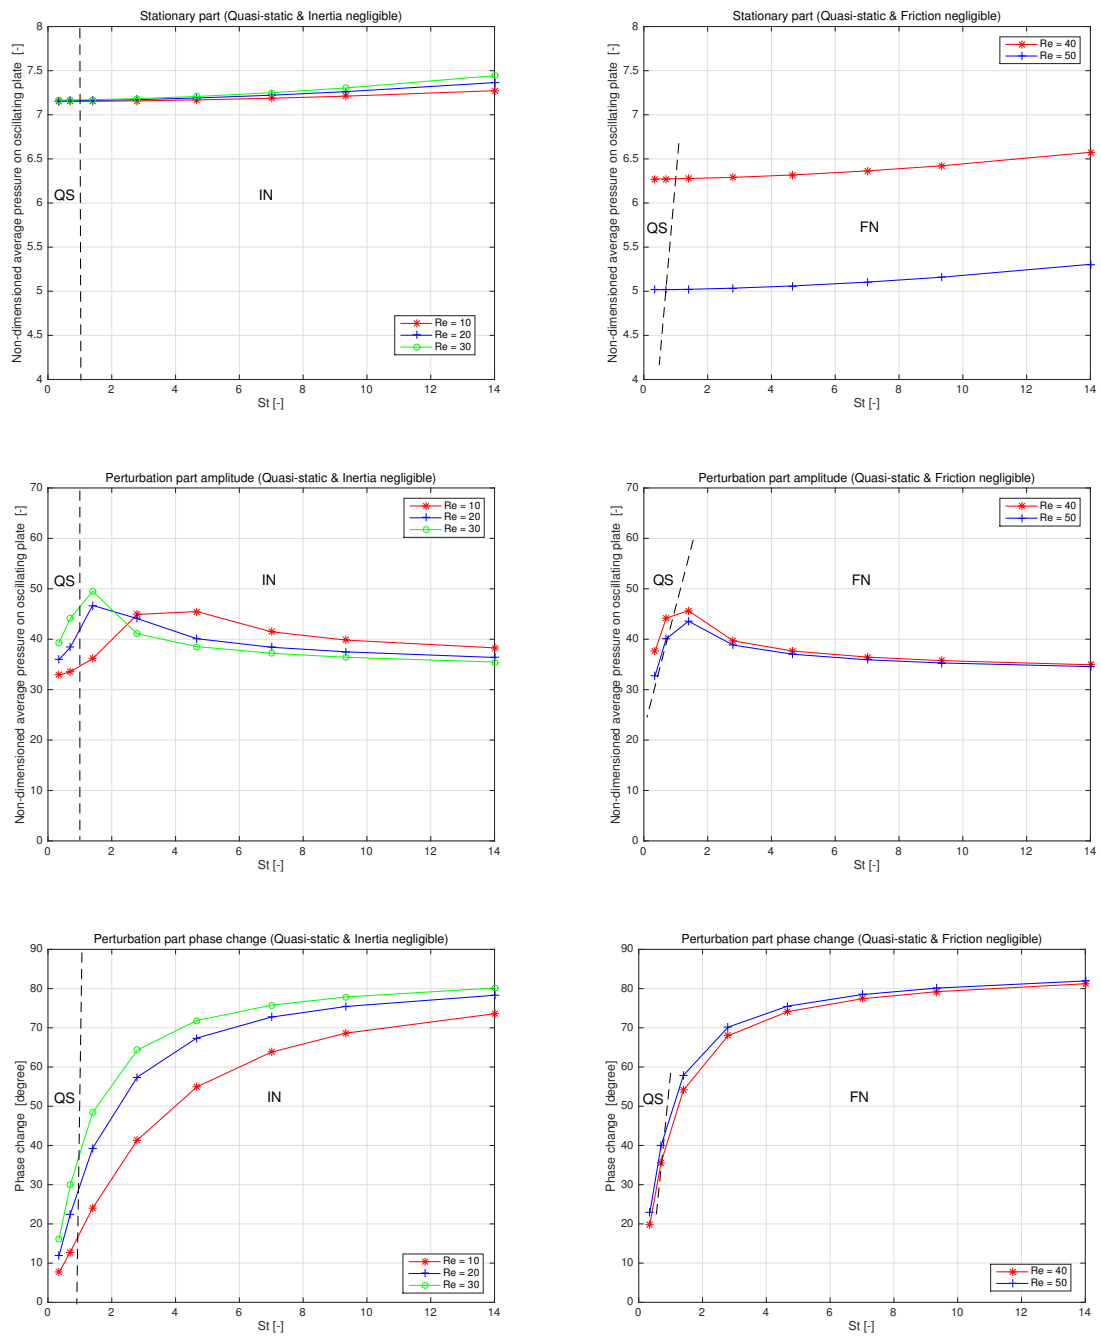 Stationary part (Quasi-static & Inertia negligible)
Non-dimensioned average pressure on oscillating plate [-]
8
7.5
7
6.5
6
5.5
5
4.5
4
QS
IN
Re = 10
Re = 20
Re = 30
0 2 4 6 8 10 12 14
St [-]
Stationary part (Quasi-static & Friction negligible)
Non-dimensioned average pressure on oscillating plate [-]
8
7.5
7
6.5
6
5.5
5
4.5
4
Re = 40
Re = 50
QS
FN
0 2 4 6 8 10 12 14
St [-]
Perturbation part amplitude (Quasi-static & Inertia negligible)
Non-dimensioned average pressure on oscillating plate [-]
70
60
50
40
30
20
10
0
Re = 10
Re = 20
Re = 30
QS
IN
0 2 4 6 8 10 12 14
St [-]
Perturbation part amplitude (Quasi-static & Friction negligible)
Non-dimensioned average pressure on oscillating plate [-]
70
60
50
40
30
20
10
0
Re = 40
Re = 50
QS
FN
0 2 4 6 8 10 12 14
St [-]
Perturbation part phase change (Quasi-static & Inertia negligible)
Phase change [degree]
90
80
70
60
50
40
30
20
10
0
QS
IN
Re = 10
Re = 20
Re = 30
0 2 4 6 8 10 12 14
St [-]
Perturbation part phase change (Quasi-static & Friction negligible)
Phase change [degree]
90
80
70
60
50
40
30
20
10
0
QS
FN
Re = 40
Re = 50
0 2 4 6 8 10 12 14
St [-]